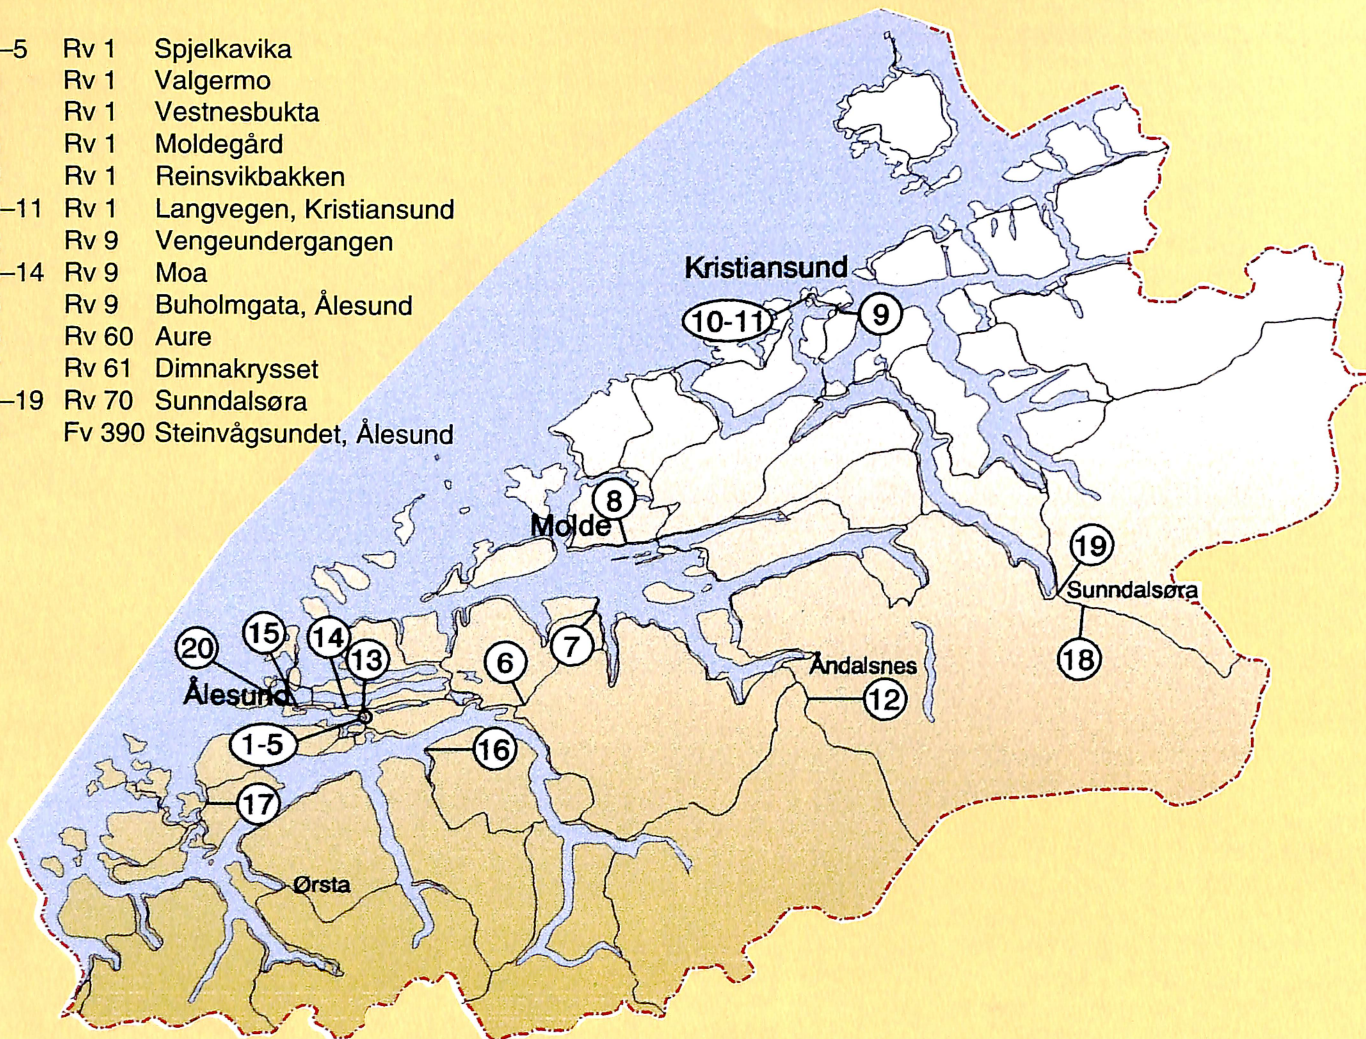 –5 Rv 1 Spjelkavika
Rv 1 Valgermo
Rv 1 Vestnesbukta
Rv 1 Moldegård
Rv 1 Reinsvikbakken
–11 Rv 1 Langvegen, Kristiansund
Rv 9 Vengeundergangen
–14 Rv 9 Moa
Rv 9 Buholmgata, Ålesund
Rv 60 Aure
Rv 61 Dimnakrysset
–19 Rv 70 Sunndalsøra
Fv 390 Steinvågsundet, Ålesund
Kristiansund
10-11
9
8
Molde
19
Sunndalsøra
18
15
14
13
20
6
7
Åndalsnes
12
Ålesund
1-5
16
17
Ørsta